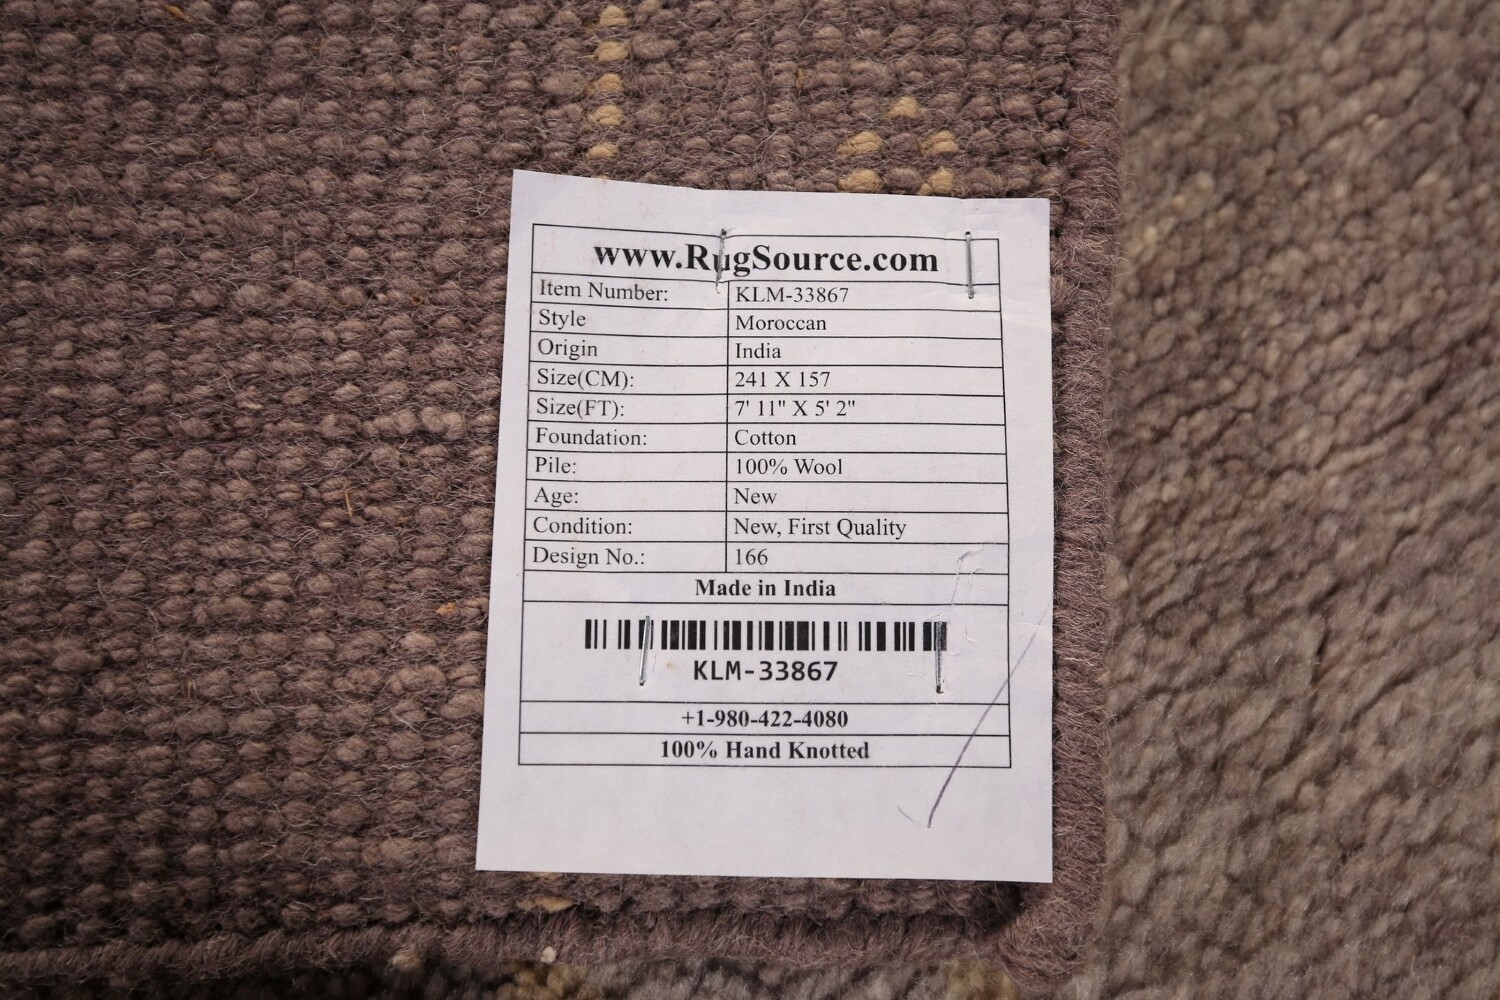 www.RugSource.com
Item Number: KLM-33867
Style Moroccan
Origin India
Size(CM): 241 X 157
Size(FT): 7' 11" X 5' 2"
Foundation: Cotton
Pile: 100% Wool
Age: New
Condition: New, First Quality
Design No.: 166
Made in India
KLM-33867
+1-980-422-4080
100% Hand Knotted